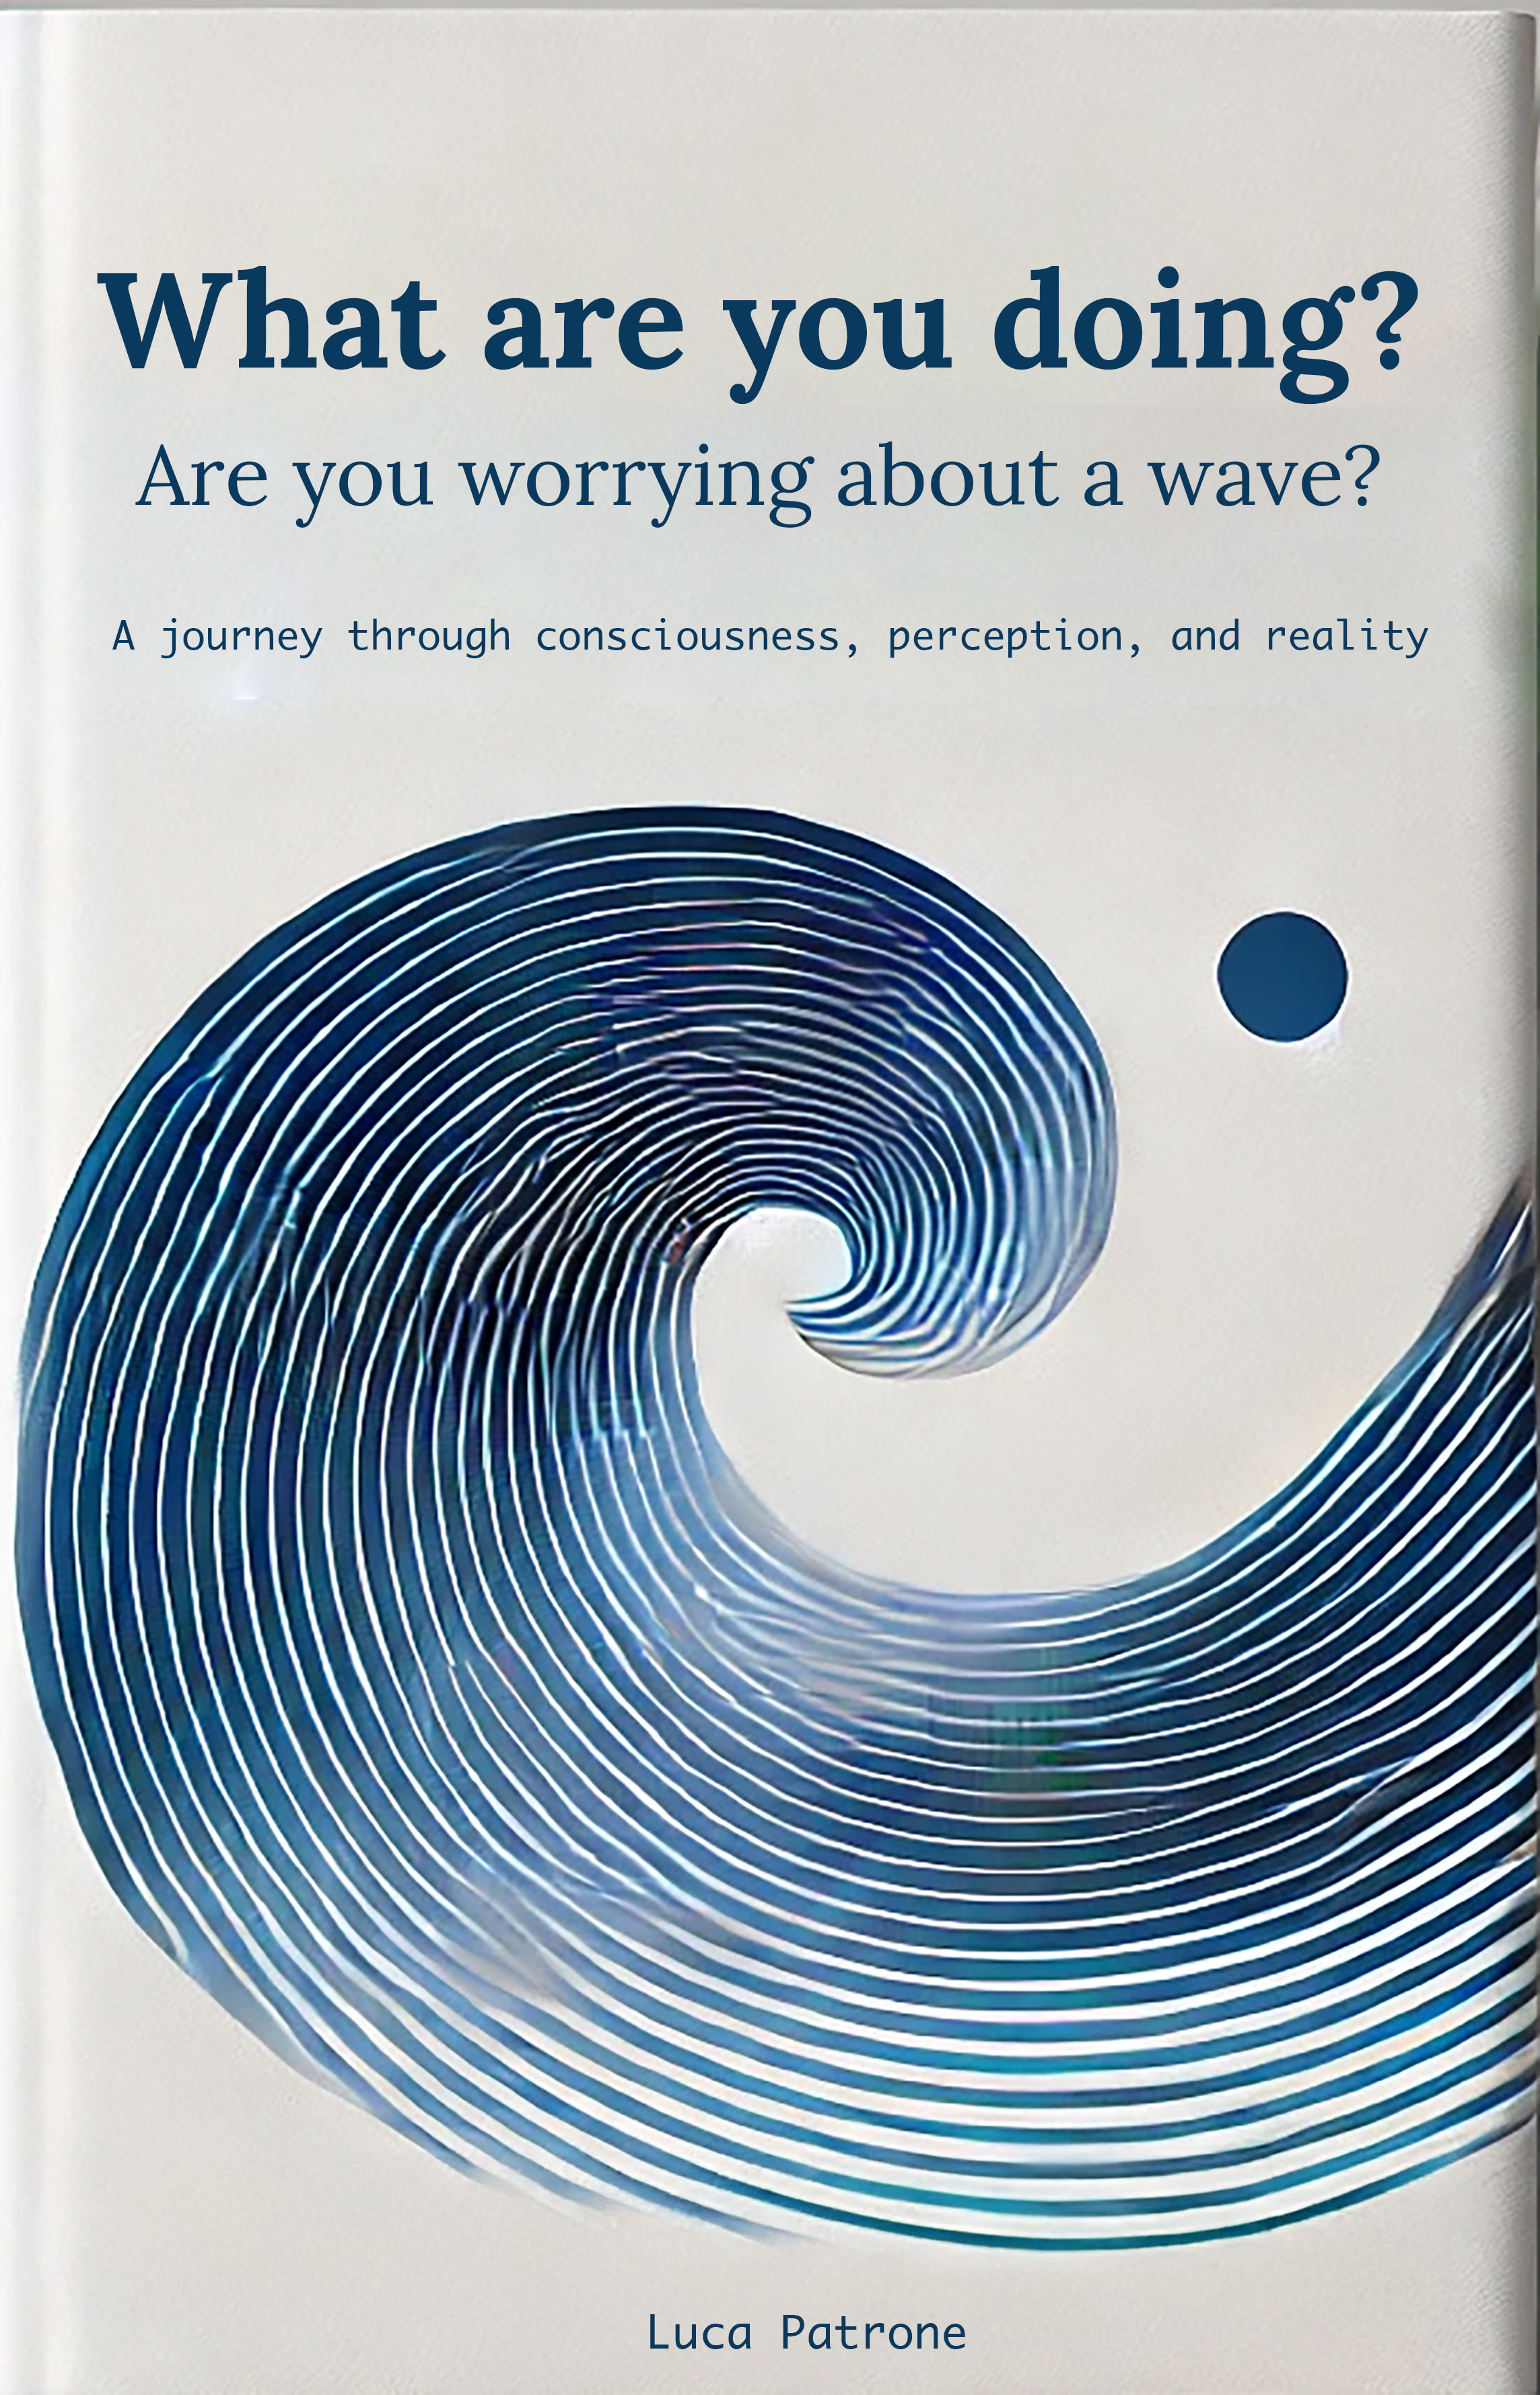 What are you doing?
Are you worrying about a wave?
A journey through consciousness, perception, and reality
Luca Patrone